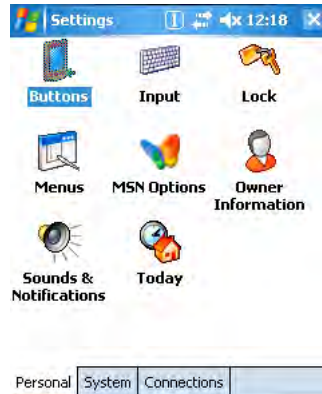 Settings 12:18
Buttons Input Lock
Menus MSN Options Owner
Information
Sounds & Today
Notifications
Personal System Connections